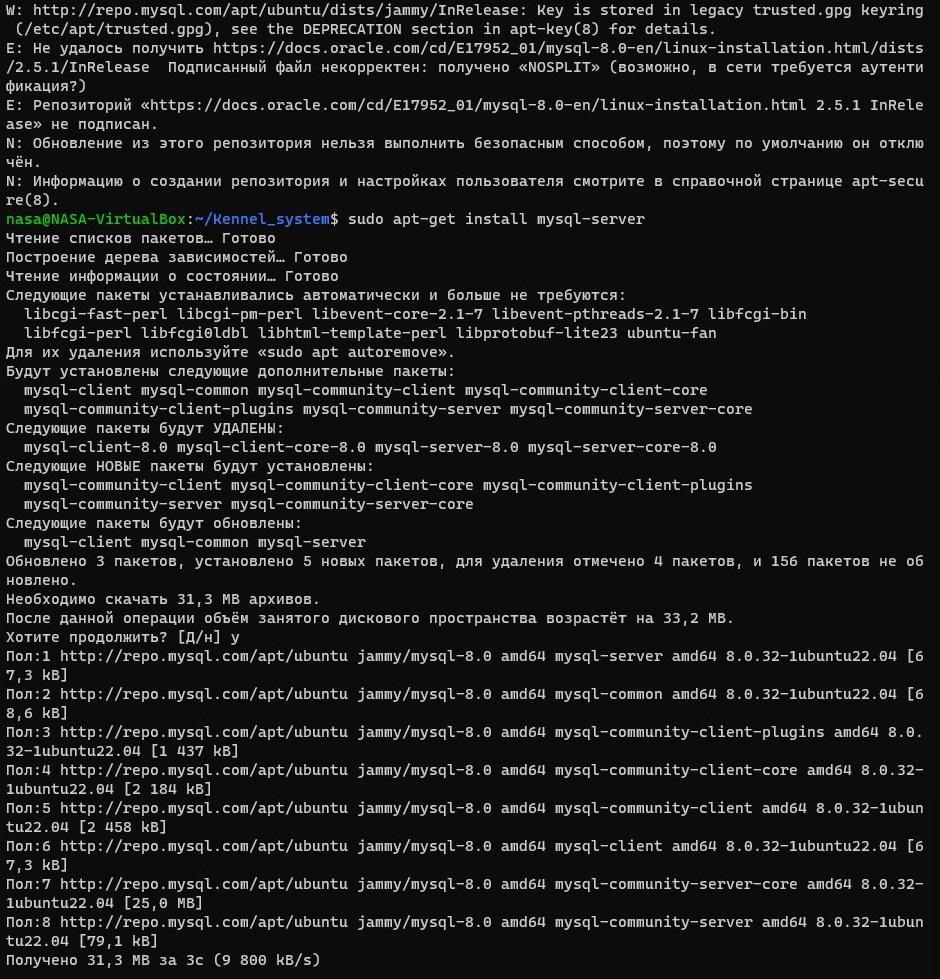 W: http://repo.mysql.com/apt/ubuntu/dists/jammy/InRelease: Key is stored in legacy trusted.gpg keyring
 (/etc/apt/trusted.gpg), see the DEPRECATION section in apt-key(8) for details.
E: Не удалось получить https://docs.oracle.com/cd/E17952_01/mysql-8.0-en/linux-installation.html/dists
/2.5.1/InRelease  Подписанный файл некорректен: получено «NOSPLIT» (возможно, в сети требуется аутенти
фикация?)
E: Репозиторий «https://docs.oracle.com/cd/E17952_01/mysql-8.0-en/linux-installation.html 2.5.1 InRele
ase» не подписан.
N: Обновление из этого репозитория нельзя выполнить безопасным способом, поэтому по умолчанию он отклю
чён.
N: Информацию о создании репозитория и настройках пользователя смотрите в справочной странице apt-secu
re(8).
nasa@NASA-VirtualBox:~/Kennel_system$ sudo apt-get install mysql-server
Чтение списков пакетов… Готово
Построение дерева зависимостей… Готово
Чтение информации о состоянии… Готово
Следующие пакеты устанавливались автоматически и больше не требуются:
  libcgi-fast-perl libcgi-pm-perl libevent-core-2.1-7 libevent-pthreads-2.1-7 libfcgi-bin
  libfcgi-perl libfcgi0ldbl libhtml-template-perl libprotobuf-lite23 ubuntu-fan
Для их удаления используйте «sudo apt autoremove».
Будут установлены следующие дополнительные пакеты:
  mysql-client mysql-common mysql-community-client mysql-community-client-core
  mysql-community-client-plugins mysql-community-server mysql-community-server-core
Следующие пакеты будут УДАЛЕНЫ:
  mysql-client-8.0 mysql-client-core-8.0 mysql-server-8.0 mysql-server-core-8.0
Следующие НОВЫЕ пакеты будут установлены:
  mysql-community-client mysql-community-client-core mysql-community-client-plugins
  mysql-community-server mysql-community-server-core
Следующие пакеты будут обновлены:
  mysql-client mysql-common mysql-server
Обновлено 3 пакетов, установлено 5 новых пакетов, для удаления отмечено 4 пакетов, и 156 пакетов не об
новлено.
Необходимо скачать 31,3 MB архивов.
После данной операции объём занятого дискового пространства возрастёт на 33,2 MB.
Хотите продолжить? [Д/н] y
Пол:1 http://repo.mysql.com/apt/ubuntu jammy/mysql-8.0 amd64 mysql-server amd64 8.0.32-1ubuntu22.04 [6
7,3 kB]
Пол:2 http://repo.mysql.com/apt/ubuntu jammy/mysql-8.0 amd64 mysql-common amd64 8.0.32-1ubuntu22.04 [6
8,6 kB]
Пол:3 http://repo.mysql.com/apt/ubuntu jammy/mysql-8.0 amd64 mysql-community-client-plugins amd64 8.0.
32-1ubuntu22.04 [1 437 kB]
Пол:4 http://repo.mysql.com/apt/ubuntu jammy/mysql-8.0 amd64 mysql-community-client-core amd64 8.0.32-
1ubuntu22.04 [2 184 kB]
Пол:5 http://repo.mysql.com/apt/ubuntu jammy/mysql-8.0 amd64 mysql-community-client amd64 8.0.32-1ubun
tu22.04 [2 458 kB]
Пол:6 http://repo.mysql.com/apt/ubuntu jammy/mysql-8.0 amd64 mysql-client amd64 8.0.32-1ubuntu22.04 [6
7,3 kB]
Пол:7 http://repo.mysql.com/apt/ubuntu jammy/mysql-8.0 amd64 mysql-community-server-core amd64 8.0.32-
1ubuntu22.04 [25,0 MB]
Пол:8 http://repo.mysql.com/apt/ubuntu jammy/mysql-8.0 amd64 mysql-community-server amd64 8.0.32-1ubun
tu22.04 [79,1 kB]
Получено 31,3 MB за 3с (9 800 kB/s)